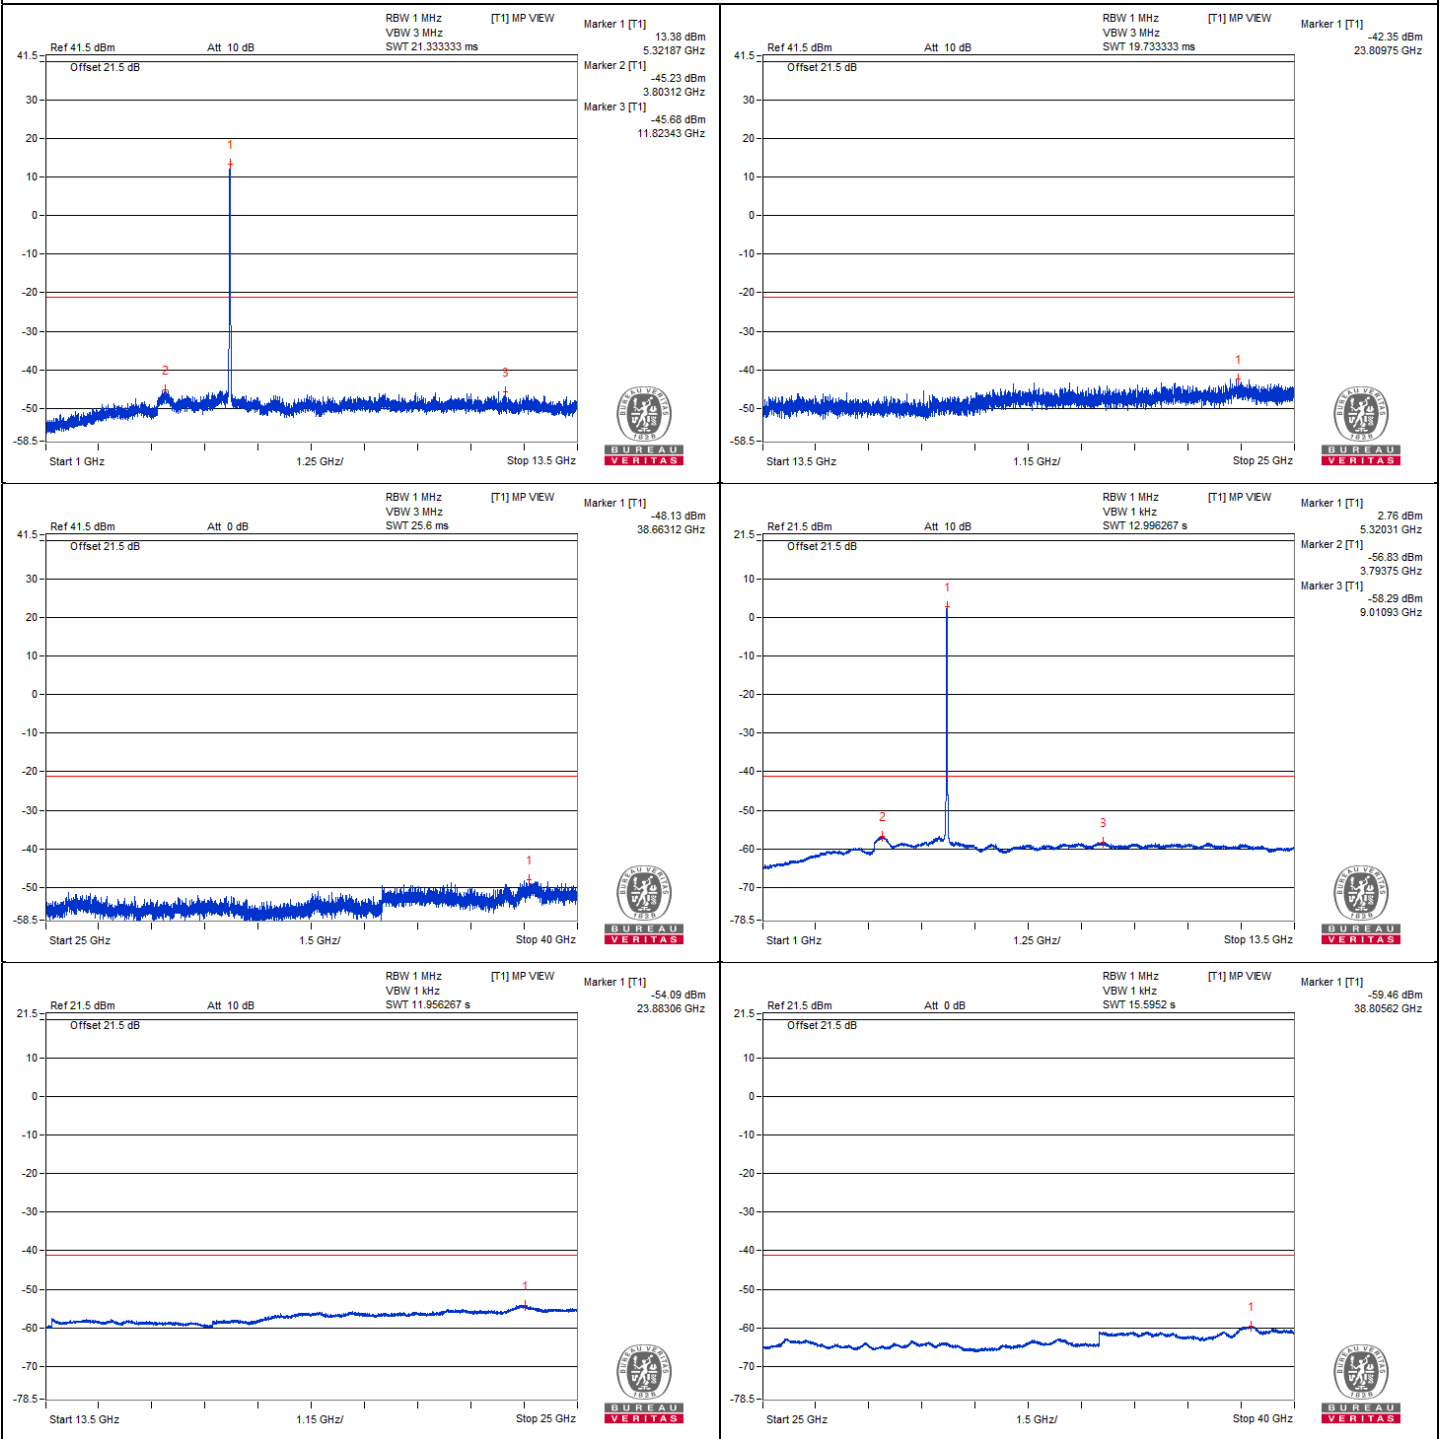 RBW 1 MHz [T1] MP VIEW
VBW 3 MHz
Ref 41.5 dBm Att 10 dB SWT 21.333333 ms
Marker 1 [T1]
13.38 dBm
5.32187 GHz
Marker 2 [T1]
-45.23 dBm
3.80312 GHz
Marker 3 [T1]
-45.68 dBm
11.82343 GHz
41.5
Offset 21.5 dB
30
20
10
0
-10
-20
-30
-40
-50
-58.5
1
2
3
Start 1 GHz 1.25 GHz/ Stop 13.5 GHz
BUREAU VERITAS
1828
BUREAU
VERITAS
RBW 1 MHz [T1] MP VIEW
VBW 3 MHz
Ref 41.5 dBm Att 10 dB SWT 19.733333 ms
Marker 1 [T1]
-42.35 dBm
23.80975 GHz
41.5
Offset 21.5 dB
30
20
10
0
-10
-20
-30
-40
-50
-58.5
1
Start 13.5 GHz 1.15 GHz/ Stop 25 GHz
BUREAU VERITAS
1828
BUREAU
VERITAS
RBW 1 MHz [T1] MP VIEW
VBW 3 MHz
Ref 41.5 dBm Att 0 dB SWT 25.6 ms
Marker 1 [T1]
-48.13 dBm
38.66312 GHz
41.5
Offset 21.5 dB
30
20
10
0
-10
-20
-30
-40
-50
-58.5
1
Start 25 GHz 1.5 GHz/ Stop 40 GHz
BUREAU VERITAS
1828
BUREAU
VERITAS
RBW 1 MHz [T1] MP VIEW
VBW 1 kHz
Ref 21.5 dBm Att 10 dB SWT 12.996267 s
Marker 1 [T1]
2.76 dBm
5.32031 GHz
Marker 2 [T1]
-56.83 dBm
3.79375 GHz
Marker 3 [T1]
-58.29 dBm
9.01093 GHz
21.5
Offset 21.5 dB
10
0
-10
-20
-30
-40
-50
-60
-70
-78.5
1
2
3
Start 1 GHz 1.25 GHz/ Stop 13.5 GHz
BUREAU VERITAS
1828
BUREAU
VERITAS
RBW 1 MHz [T1] MP VIEW
VBW 1 kHz
Ref 21.5 dBm Att 10 dB SWT 11.956267 s
Marker 1 [T1]
-54.09 dBm
23.88306 GHz
21.5
Offset 21.5 dB
10
0
-10
-20
-30
-40
-50
-60
-70
-78.5
1
Start 13.5 GHz 1.15 GHz/ Stop 25 GHz
BUREAU VERITAS
1828
BUREAU
VERITAS
RBW 1 MHz [T1] MP VIEW
VBW 1 kHz
Ref 21.5 dBm Att 0 dB SWT 15.5952 s
Marker 1 [T1]
-59.46 dBm
38.80562 GHz
21.5
Offset 21.5 dB
10
0
-10
-20
-30
-40
-50
-60
-70
-78.5
1
Start 25 GHz 1.5 GHz/ Stop 40 GHz
BUREAU VERITAS
1828
BUREAU
VERITAS